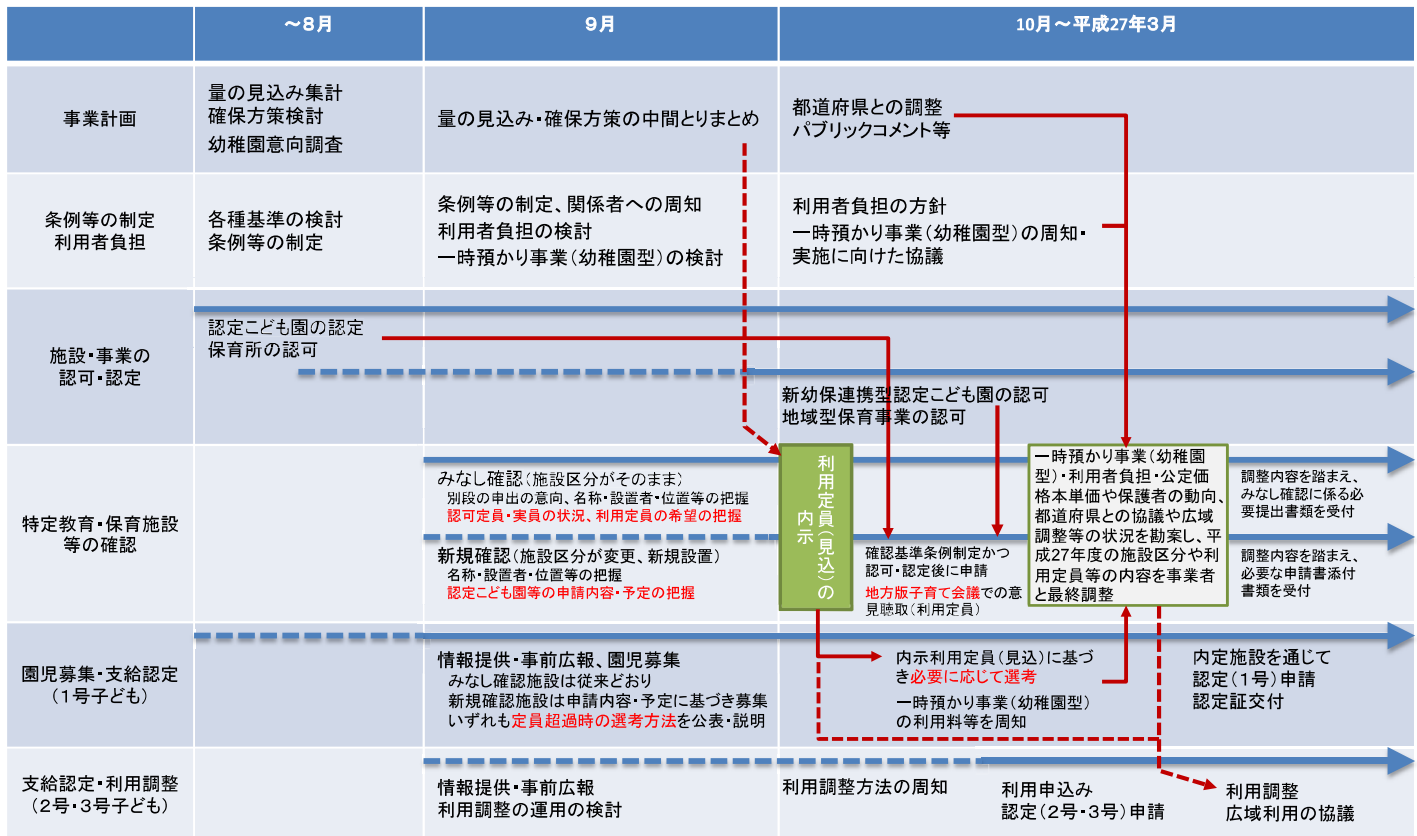 ～８月
９月
10月～平成27年３月
事業計画
量の見込み集計
確保方策検討
幼稚園意向調査
量の見込み・確保方策の中間とりまとめ
都道府県との調整
パブリックコメント等
条例等の制定
利用者負担
各種基準の検討
条例等の制定
条例等の制定、関係者への周知
利用者負担の検討
一時預かり事業（幼稚園型）の検討
利用者負担の方針
一時預かり事業（幼稚園型）の周知・
実施に向けた協議
施設・事業の
認可・認定
認定こども園の認定
保育所の認可
新幼保連携型認定こども園の認可
地域型保育事業の認可
特定教育・保育施設
等の確認
みなし確認（施設区分がそのまま）
別段の申出の意向、名称・設置者・位置等の把握
認可定員・実員の状況、利用定員の希望の把握
新規確認（施設区分が変更、新規設置）
名称・設置者・位置等の把握
認定こども園等の申請内容・予定の把握
利用定員（見込）の
内示
確認基準条例制定かつ
認可・認定後に申請
地方版子育て会議での意
見聴取（利用定員）
一時預かり事業（幼稚園
型）・利用者負担・公定価
格本単価や保護者の動向、
都道府県との協議や広域
調整等の状況を勘案し、平
成27年度の施設区分や利
用定員等の内容を事業者
と最終調整
調整内容を踏まえ、
みなし確認に係る必
要提出書類を受付
調整内容を踏まえ、
必要な申請書添付
書類を受付
園児募集・支給認定
（１号子ども）
情報提供・事前広報、園児募集
みなし確認施設は従来どおり
新規確認施設は申請内容・予定に基づき募集
いずれも定員超過時の選考方法を公表・説明
内示利用定員（見込）に基づ
き必要に応じて選考
一時預かり事業（幼稚園型）
の利用料等を周知
内定施設を通じて
認定（１号）申請
認定証交付
支給認定・利用調整
（２号・３号子ども）
情報提供・事前広報
利用調整の運用の検討
利用調整方法の周知
利用申込み
認定（２号・３号）申請
利用調整
広域利用の協議